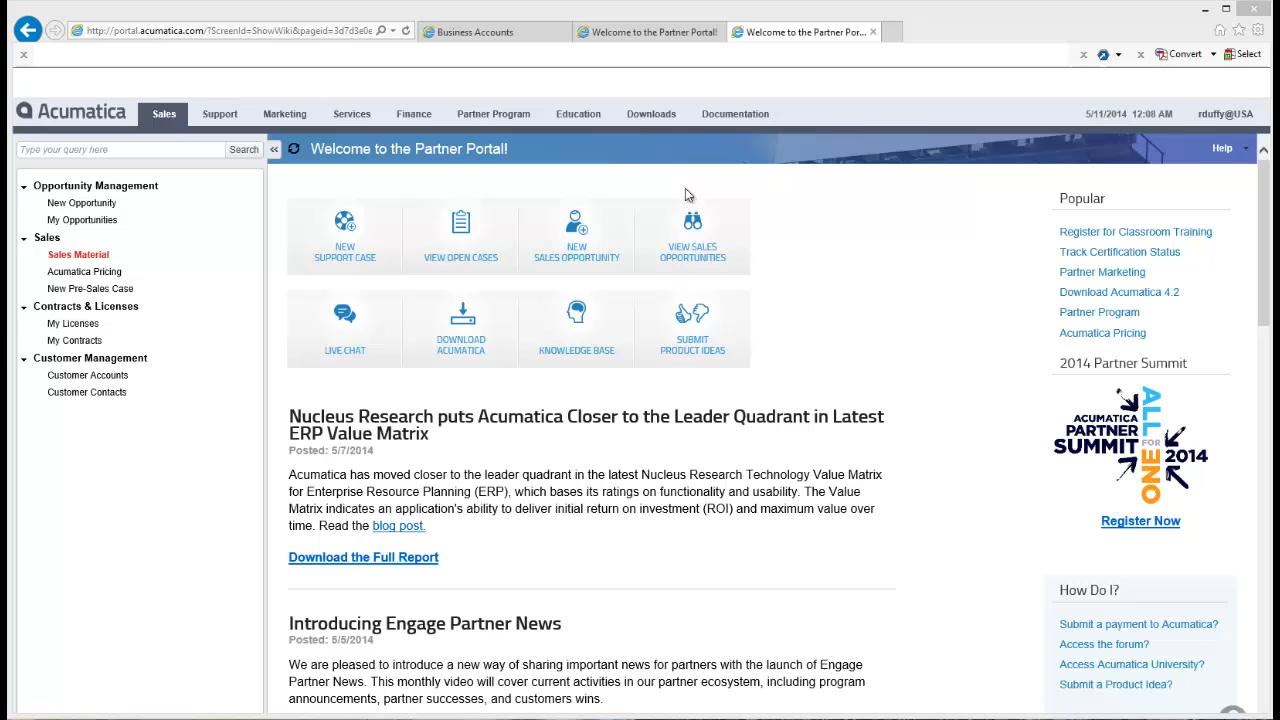 http://portal.acumatica.com/?ScreenId=ShowWiki&pageid=3d7d3e0e
Business Accounts
Welcome to the Partner Portal!
Welcome to the Partner Por...
Convert
Select
Acumatica
Sales
Support
Marketing
Services
Finance
Partner Program
Education
Downloads
Documentation
5/11/2014 12:08 AM
rduffy@USA
Type your query here
Search
Welcome to the Partner Portal!
Help
Opportunity Management
New Opportunity
My Opportunities
Sales
Sales Material
Acumatica Pricing
New Pre-Sales Case
Contracts & Licenses
My Licenses
My Contracts
Customer Management
Customer Accounts
Customer Contacts
NEW
SUPPORT CASE
VIEW OPEN CASES
NEW
SALES OPPORTUNITY
VIEW SALES
OPPORTUNITIES
LIVE CHAT
DOWNLOAD
ACUMATICA
KNOWLEDGE BASE
SUBMIT
PRODUCT IDEAS
Nucleus Research puts Acumatica Closer to the Leader Quadrant in Latest
ERP Value Matrix
Posted: 5/7/2014
Acumatica has moved closer to the leader quadrant in the latest Nucleus Research Technology Value Matrix
for Enterprise Resource Planning (ERP), which bases its ratings on functionality and usability. The Value
Matrix indicates an application's ability to deliver initial return on investment (ROI) and maximum value over
time. Read the blog post.
Download the Full Report
Introducing Engage Partner News
Posted: 5/5/2014
We are pleased to introduce a new way of sharing important news for partners with the launch of Engage
Partner News. This monthly video will cover current activities in our partner ecosystem, including program
announcements, partner successes, and customers wins.
Popular
Register for Classroom Training
Track Certification Status
Partner Marketing
Download Acumatica 4.2
Partner Program
Acumatica Pricing
2014 Partner Summit
ACUMATICA
PARTNER
SUMMIT
ALL
FOR
ONE
2014
Register Now
How Do I?
Submit a payment to Acumatica?
Access the forum?
Access Acumatica University?
Submit a Product Idea?